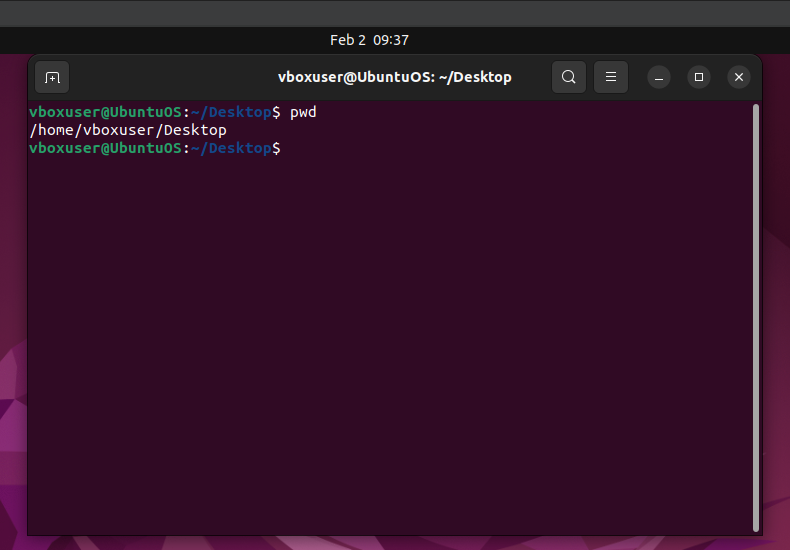 Feb 2 09:37
vboxuser@UbuntuOS: ~/Desktop
vboxuser@UbuntuOS:~/Desktop$ pwd
/home/vboxuser/Desktop
vboxuser@UbuntuOS:~/Desktop$